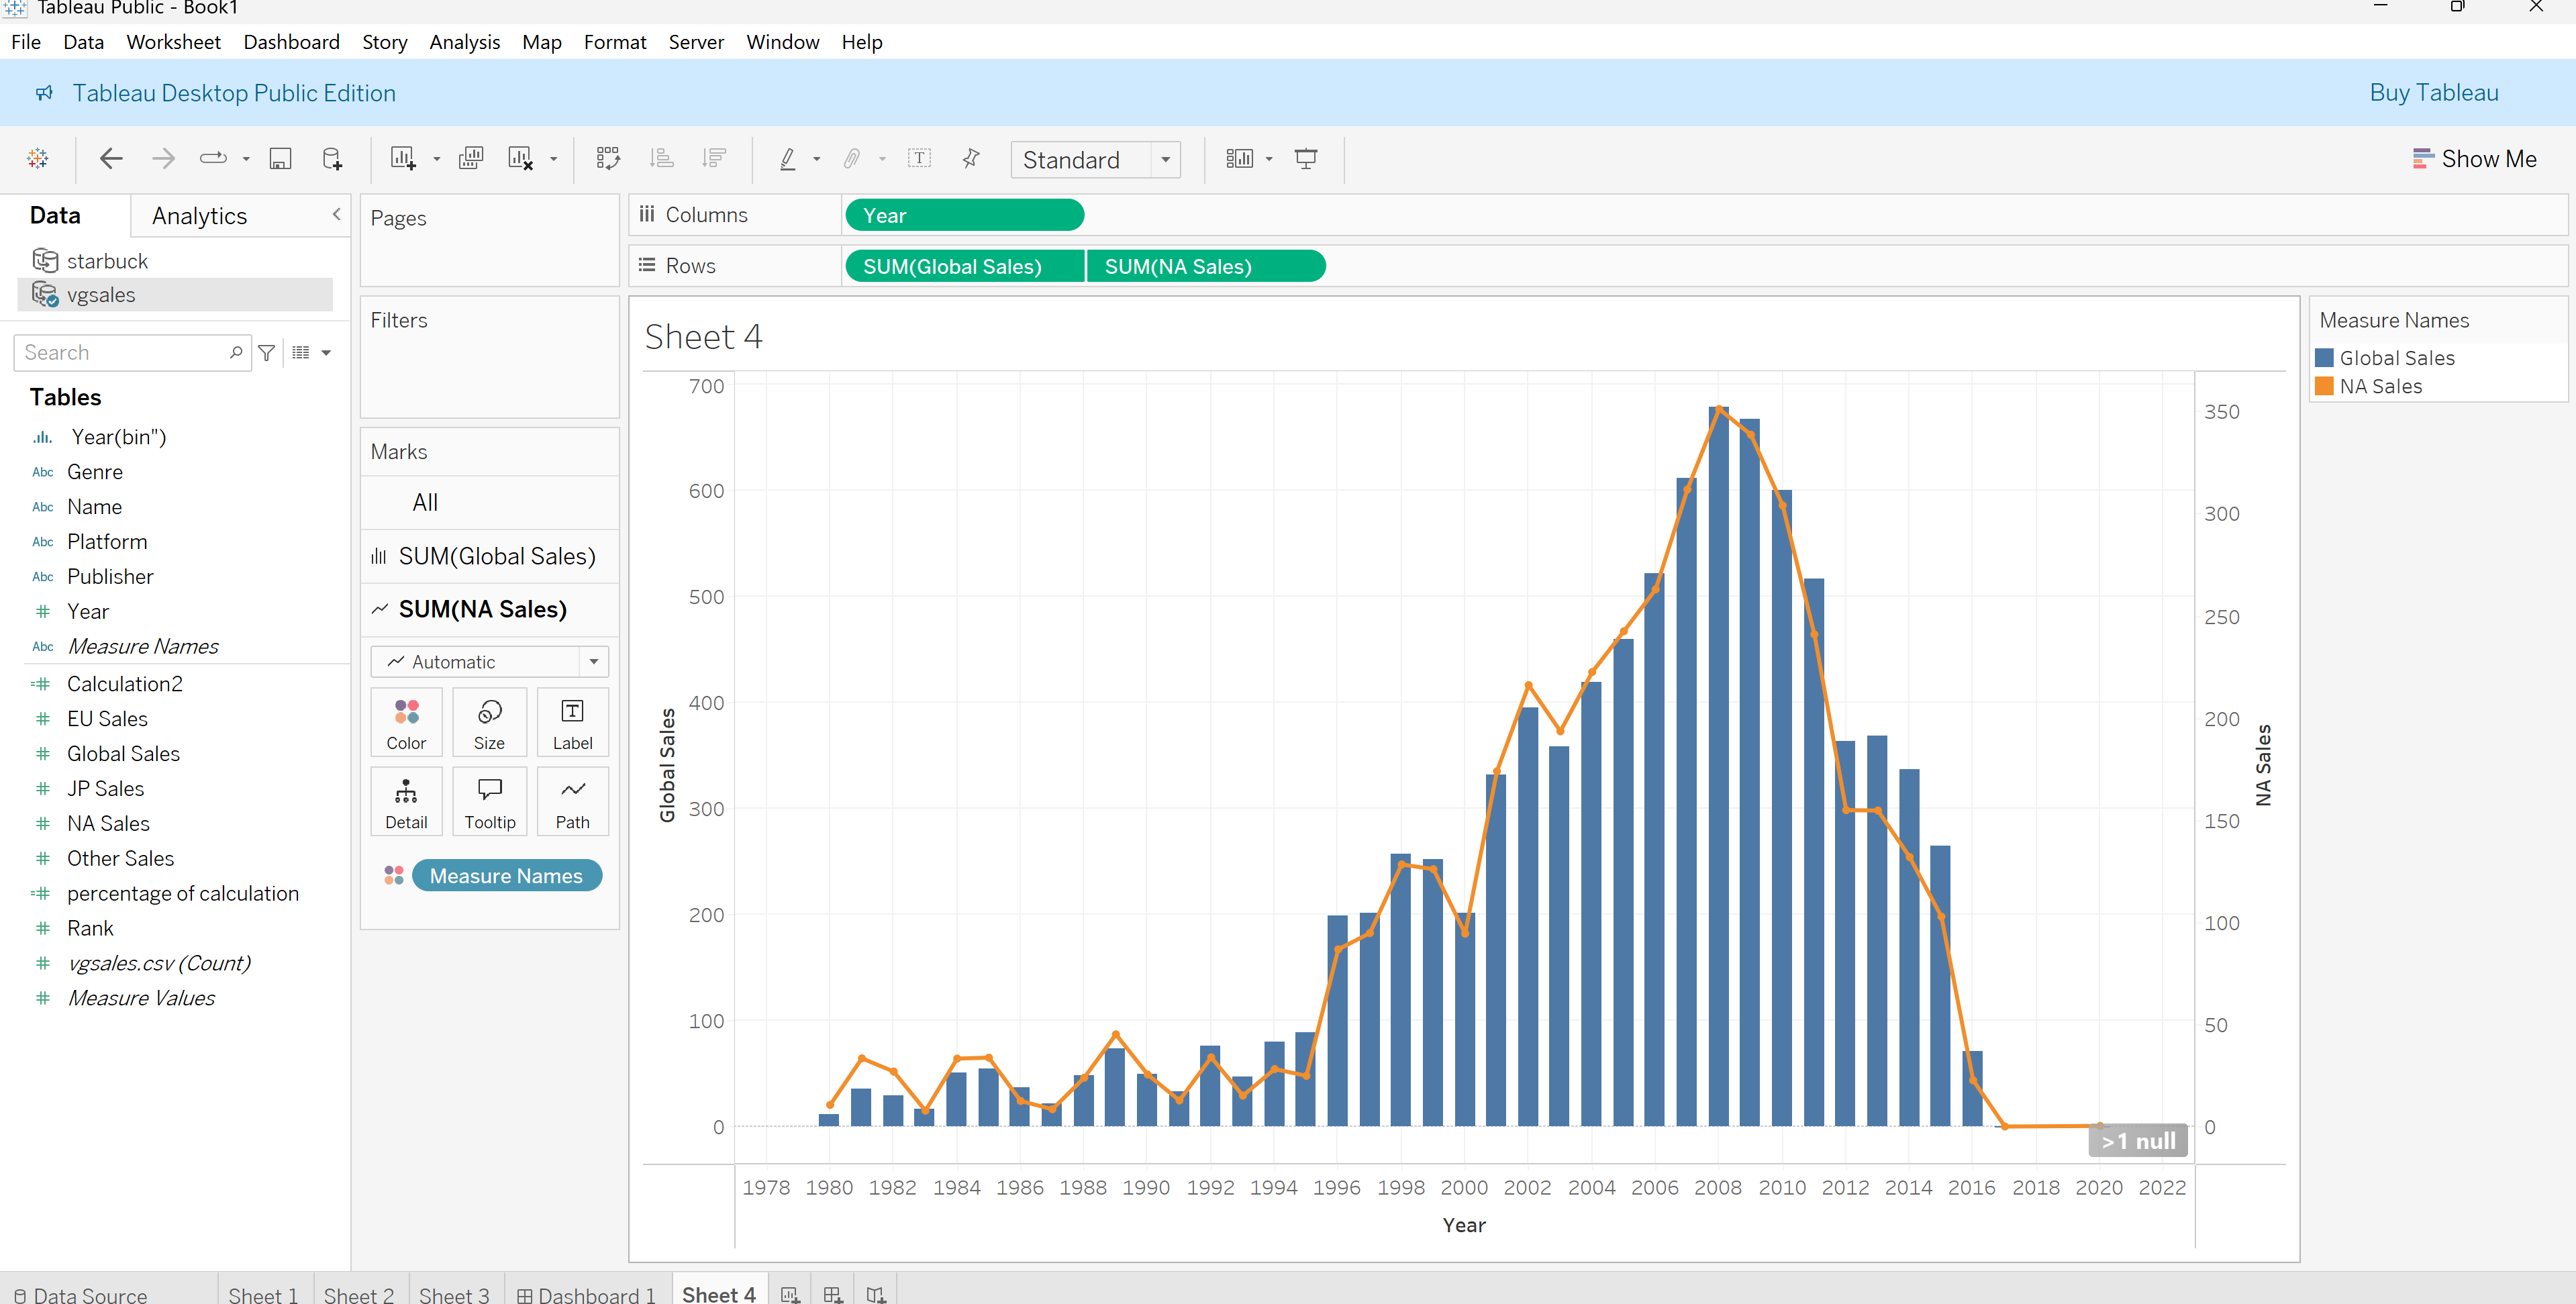 Tableau Public - Book1
File Data Worksheet Dashboard Story Analysis Map Format Server Window Help
Tableau Desktop Public Edition
Buy Tableau
Standard
Show Me
Data
Analytics
starbuck
vgsales
Search
Tables
Year(bin")
Abc Genre
Abc Name
Abc Platform
Abc Publisher
# Year
Abc Measure Names
=# Calculation2
# EU Sales
# Global Sales
# JP Sales
# NA Sales
# Other Sales
=# percentage of calculation
# Rank
# vgsales.csv (Count)
# Measure Values
Pages
Filters
Marks
All
SUM(Global Sales)
SUM(NA Sales)
Automatic
Color Size Label
Detail Tooltip Path
Measure Names
Columns
Year
Rows
SUM(Global Sales) SUM(NA Sales)
Sheet 4
Global Sales
700
600
500
400
300
200
100
0
350
300
250
200
150
100
50
0
NA Sales
>1 null
1978 1980 1982 1984 1986 1988 1990 1992 1994 1996 1998 2000 2002 2004 2006 2008 2010 2012 2014 2016 2018 2020 2022
Year
Measure Names
Global Sales
NA Sales
Data Source Sheet 1 Sheet 2 Sheet 3 Dashboard 1 Sheet 4